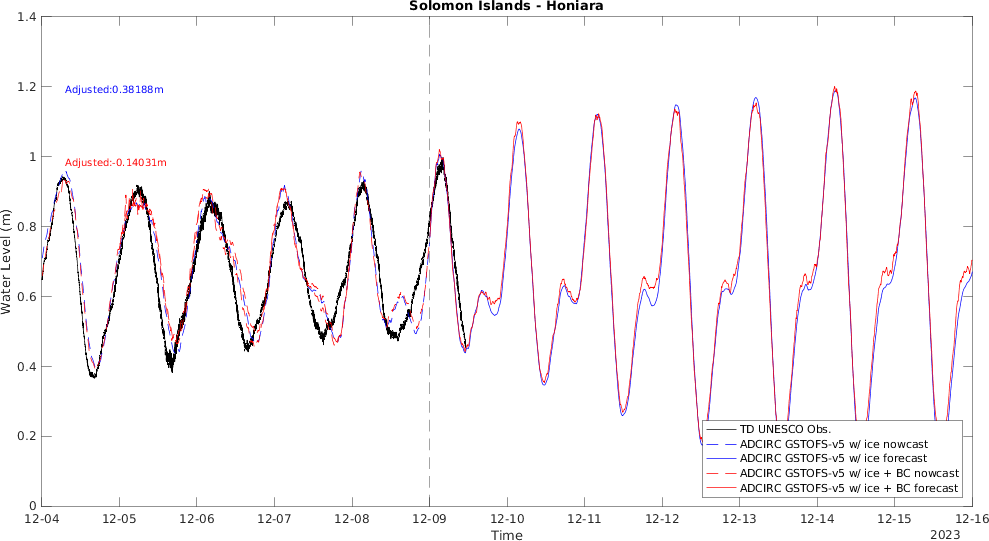 Solomon Islands - Honiara
1.4
1.2
1
0.8
0.6
0.4
0.2
0
Water Level (m)
Adjusted:0.38188m
Adjusted:-0.14031m
TD UNESCO Obs.
ADCIRC GSTOFS-v5 w/ ice nowcast
ADCIRC GSTOFS-v5 w/ ice forecast
ADCIRC GSTOFS-v5 w/ ice + BC nowcast
ADCIRC GSTOFS-v5 w/ ice + BC forecast
12-04 12-05 12-06 12-07 12-08 12-09 12-10 12-11 12-12 12-13 12-14 12-15 12-16
Time
2023